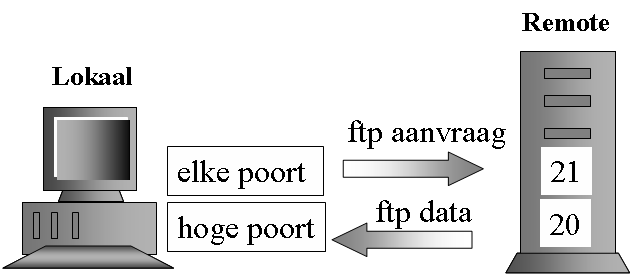 Remote
Lokaal
ftp aanvraag
elke poort
21
hoge poort
ftp data
20